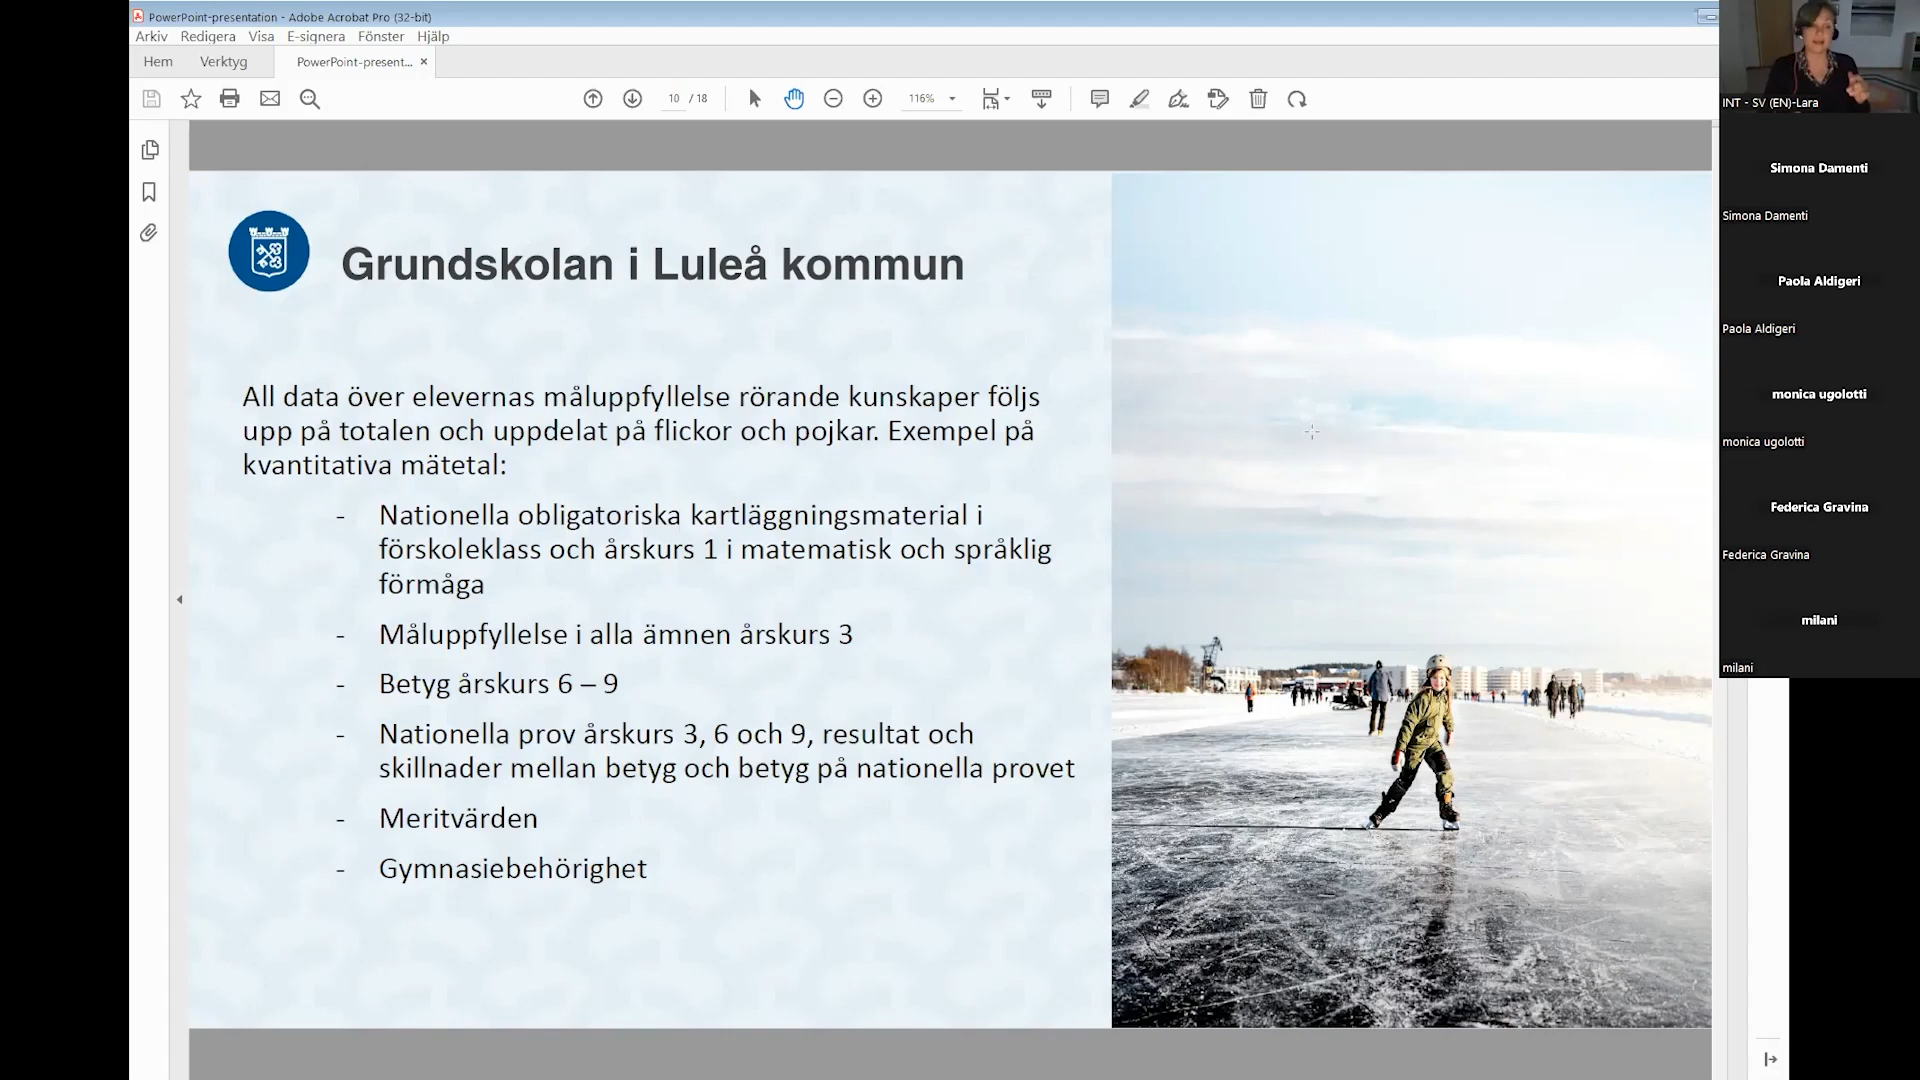 PowerPoint-presentation - Adobe Acrobat Pro (32-bit)
Arkiv Redigera Visa E-signera Fönster Hjälp
Hem Verktyg PowerPoint-present... ×
10 / 18 116%
Grundskolan i Luleå kommun
All data över elevernas måluppfyllelse rörande kunskaper följs
upp på totalen och uppdelat på flickor och pojkar. Exempel på
kvantitativa mätetal:
- Nationella obligatoriska kartläggningsmaterial i
förskoleklass och årskurs 1 i matematisk och språklig
förmåga
- Måluppfyllelse i alla ämnen årskurs 3
- Betyg årskurs 6 – 9
- Nationella prov årskurs 3, 6 och 9, resultat och
skillnader mellan betyg och betyg på nationella provet
- Meritvärden
- Gymnasiebehörighet
INT - SV (EN)-Lara
Simona Damenti
Simona Damenti
Paola Aldigeri
Paola Aldigeri
monica ugolotti
monica ugolotti
Federica Gravina
Federica Gravina
milani
milani